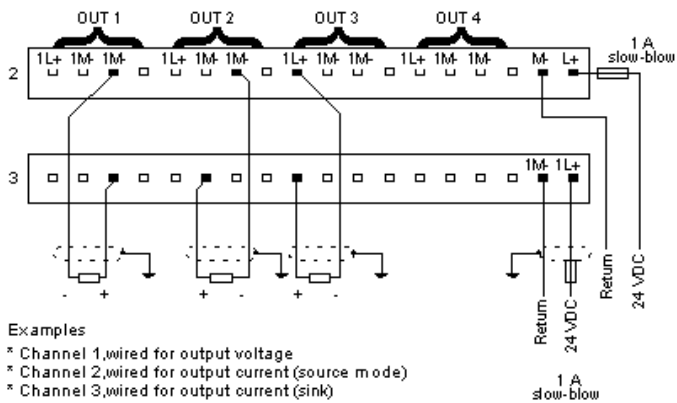 OUT 1 OUT 2 OUT 3 OUT 4
1 A
slow-blow
1L+ 1M- 1M- 1L+ 1M- 1M- 1L+ 1M- 1M- 1L+ 1M- 1M- M- L+
2
1M- 1L+
3
- + + - + -
Return
24 VDC
Return
24 VDC
Examples
* Channel 1,wired for output voltage
* Channel 2,wired for output current (source mode)
* Channel 3,wired for output current (sink)
1 A
slow-blow